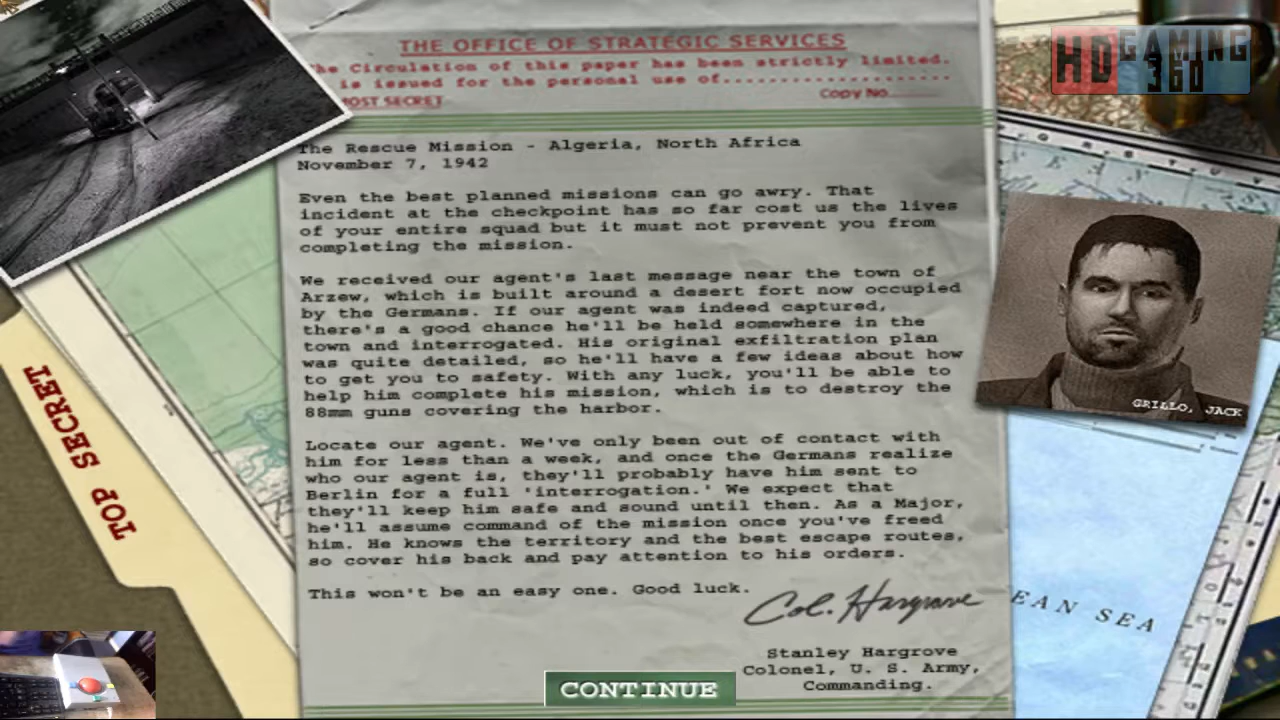 HD GAMING
360
THE OFFICE OF STRATEGIC SERVICES
he Circulation of this paper has been strictly limited.
is issued for the personal use of....................
MOST SECRET
Copy No.......
The Rescue Mission - Algeria, North Africa
November 7, 1942
Even the best planned missions can go awry. That
incident at the checkpoint has so far cost us the lives
of your entire squad but it must not prevent you from
completing the mission.
We received our agent's last message near the town of
Arzew, which is built around a desert fort now occupied
by the Germans. If our agent was indeed captured,
there's a good chance he'll be held somewhere in the
town and interrogated. His original exfiltration plan
was quite detailed, so he'll have a few ideas about how
to get you to safety. With any luck, you'll be able to
help him complete his mission, which is to destroy the
88mm guns covering the harbor.
Locate our agent. We've only been out of contact with
him for less than a week, and once the Germans realize
who our agent is, they'll probably have him sent to
Berlin for a full 'interrogation.' We expect that
they'll keep him safe and sound until then. As a Major,
he'll assume command of the mission once you've freed
him. He knows the territory and the best escape routes,
so cover his back and pay attention to his orders.
This won't be an easy one. Good luck.
Col. Hargrove
Stanley Hargrove
Colonel, U. S. Army,
Commanding.
CONTINUE
TOP SECRET
GRILLO, JACK
EAN SEA